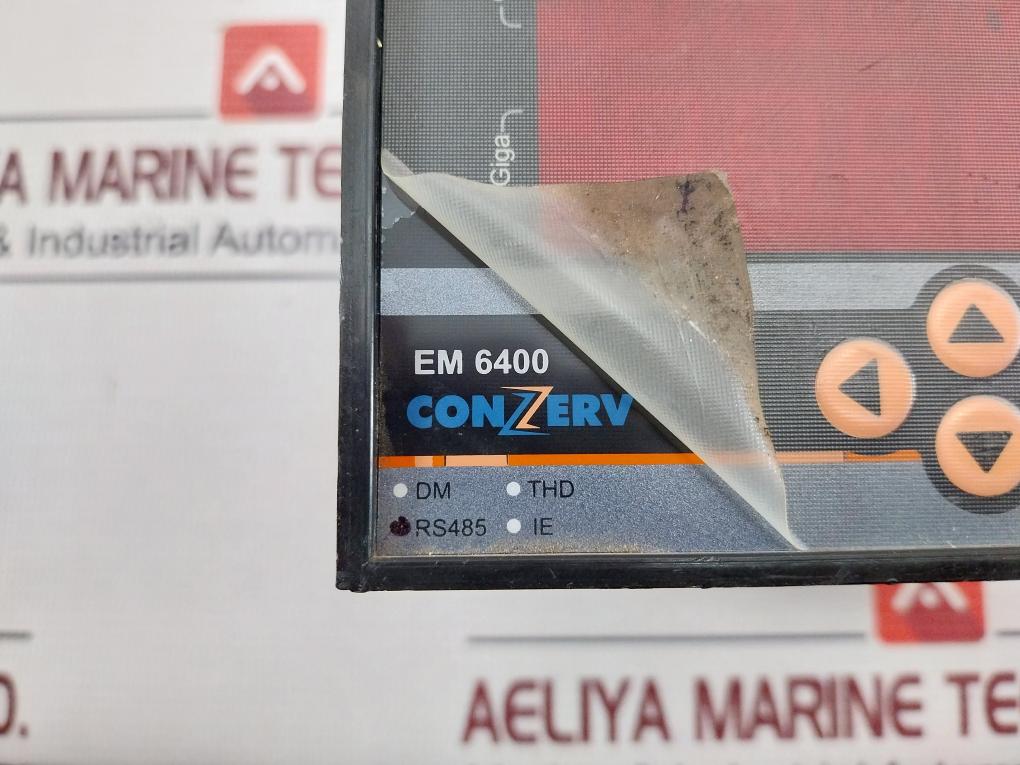 Giga
A MARINE TE
& Industrial Autom
EM 6400
CONZERV
DM THD
RS485 IE
D.
AELIYA MARINE TE